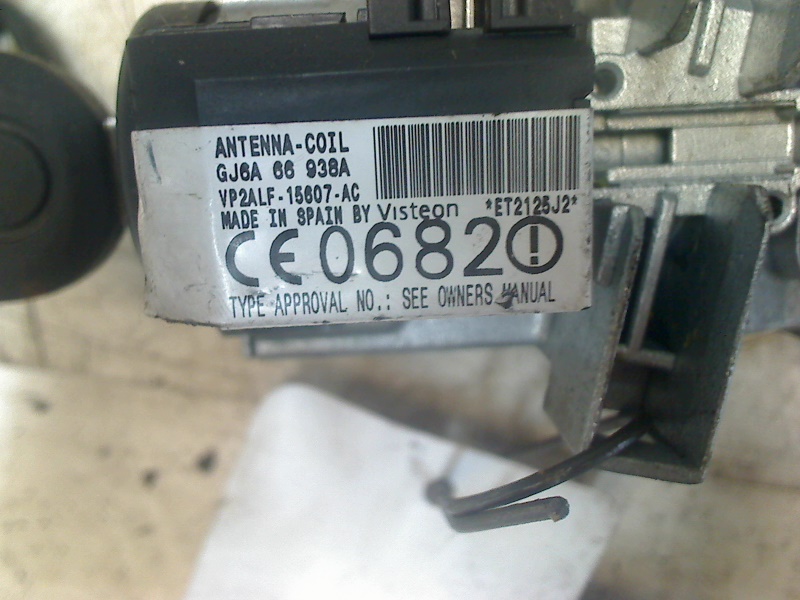 ANTENNA-COIL
GJ6A 66 938A
VP2ALF-15607-AC
MADE IN SPAIN BY Visteon *ET2125J2*
CE0682!
TYPE APPROVAL NO.: SEE OWNERS MANUAL